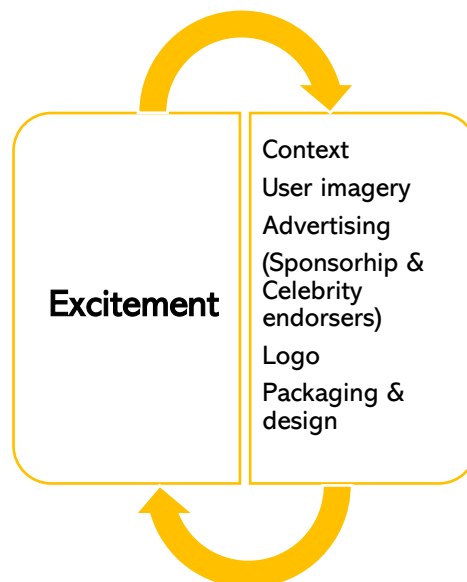 Excitement
Context
User imagery
Advertising
(Sponsorhip &
Celebrity
endorsers)
Logo
Packaging &
design